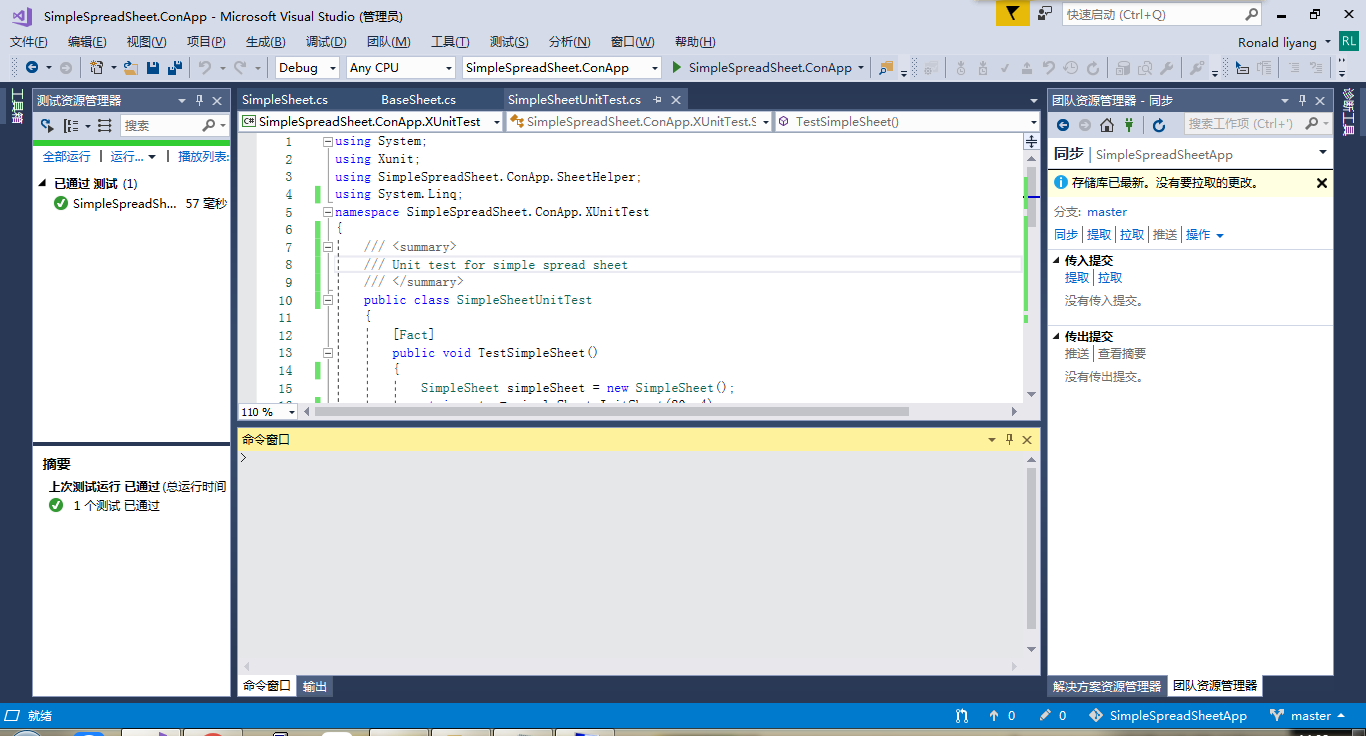 SimpleSpreadSheet.ConApp - Microsoft Visual Studio (管理员)
快速启动 (Ctrl+Q)
文件(F) 编辑(E) 视图(V) 项目(P) 生成(B) 调试(D) 团队(M) 工具(T) 测试(S) 分析(N) 窗口(W) 帮助(H)
Ronald liyang RL
Debug Any CPU SimpleSpreadSheet.ConApp SimpleSpreadSheet.ConApp
工具箱
测试资源管理器
搜索
全部运行 | 运行... | 播放列表:
已通过 测试 (1)
SimpleSpreadSh... 57 毫秒
摘要
上次测试运行 已通过 (总运行时间
1 个测试 已通过
SimpleSheet.cs BaseSheet.cs SimpleSheetUnitTest.cs
SimpleSpreadSheet.ConApp.XUnitTest SimpleSpreadSheet.ConApp.XUnitTest.S TestSimpleSheet()
1 using System;
2 using Xunit;
3 using SimpleSpreadSheet.ConApp.SheetHelper;
4 using System.Linq;
5 namespace SimpleSpreadSheet.ConApp.XUnitTest
6 {
7 /// <summary>
8 /// Unit test for simple spread sheet
9 /// </summary>
10 public class SimpleSheetUnitTest
11 {
12 [Fact]
13 public void TestSimpleSheet()
14 {
15 SimpleSheet simpleSheet = new SimpleSheet();
110 %
命令窗口
>
命令窗口 输出
团队资源管理器 - 同步
搜索工作项 (Ctrl+')
同步 | SimpleSpreadSheetApp
存储库已最新。没有要拉取的更改。
分支: master
同步 | 提取 | 拉取 | 推送 | 操作
传入提交
提取 | 拉取
没有传入提交。
传出提交
推送 | 查看摘要
没有传出提交。
解决方案资源管理器 团队资源管理器
诊断工具
就绪
0 0 SimpleSpreadSheetApp master